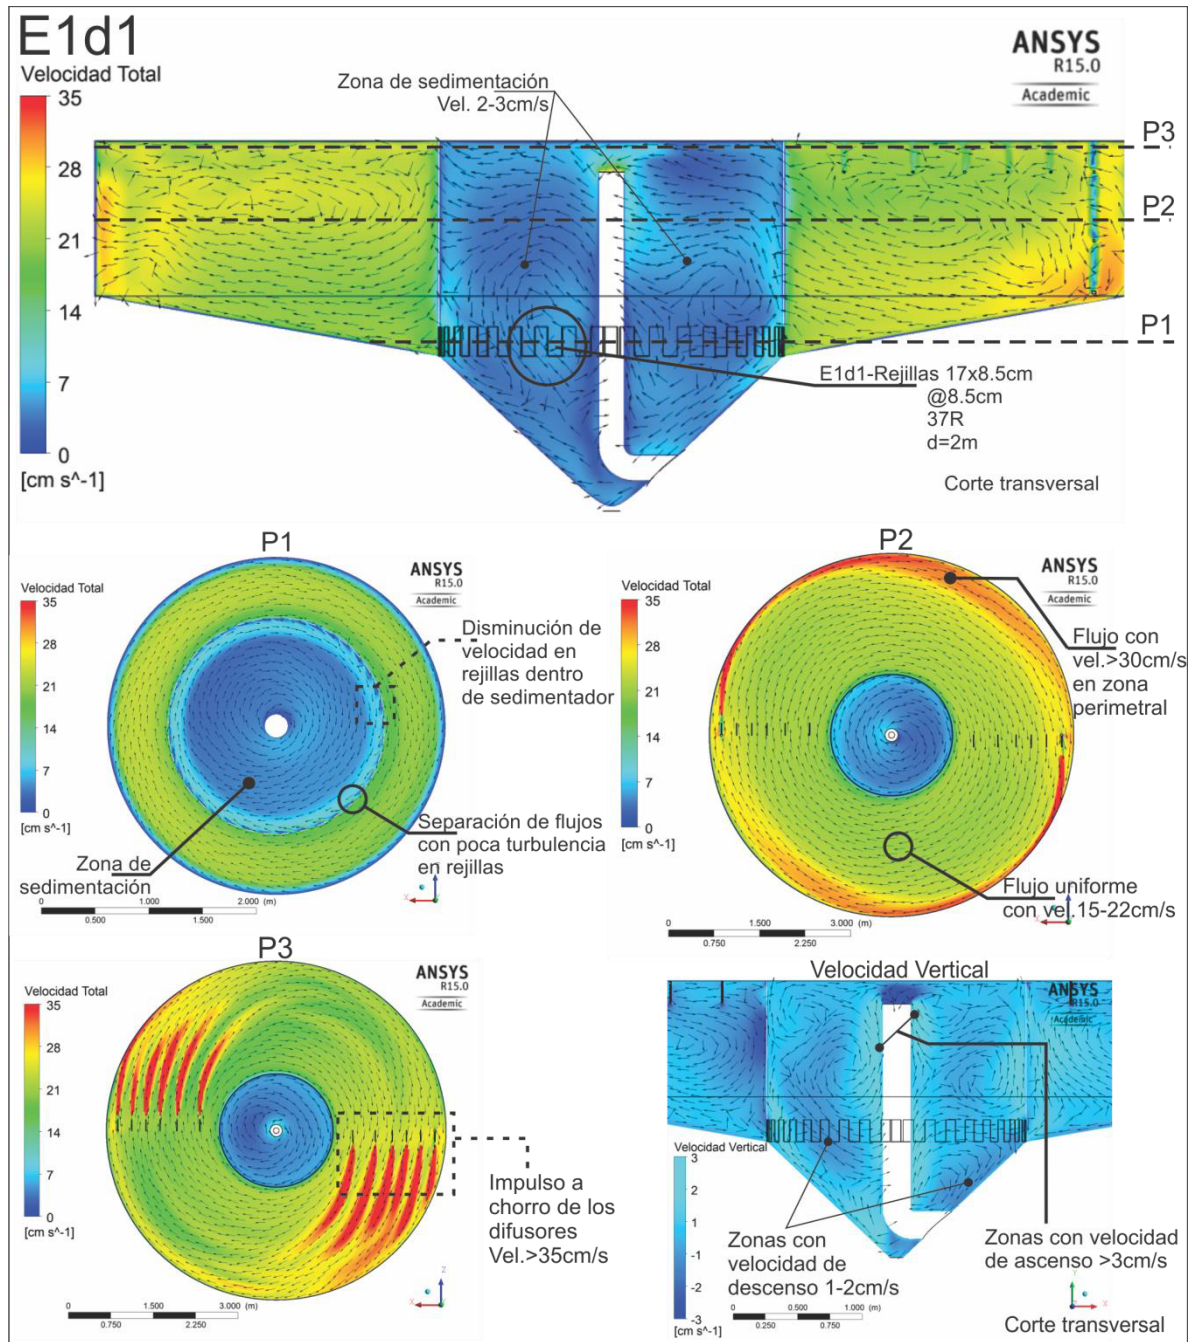 E1d1
Velocidad Total
35
28
21
14
7
0
[cm s^-1]
Zona de sedimentación
Vel. 2-3cm/s
ANSYS
R15.0
Academic
P3
P2
P1
E1d1-Rejillas 17x8.5cm
@8.5cm
37R
d=2m
Corte transversal
P1
Velocidad Total
35
28
21
14
7
0
[cm s^-1]
ANSYS
R15.0
Academic
Disminución de
velocidad en
rejillas dentro
de sedimentador
Separación de flujos
con poca turbulencia
en rejillas
Zona de
sedimentación
0 1.000 2.000 (m)
0.500 1.500
X
Z
P2
Velocidad Total
35
28
21
14
7
0
[cm s^-1]
ANSYS
R15.0
Academic
Flujo con
vel.>30cm/s
en zona
perimetral
Flujo uniforme
con vel.15-22cm/s
0 1.500 3.000 (m)
0.750 2.250
X
P3
Velocidad Total
35
28
21
14
7
0
[cm s^-1]
ANSYS
R15.0
Academic
Impulso a
chorro de los
difusores
Vel.>35cm/s
0 1.500 3.000 (m)
0.750 2.250
X
Z
Velocidad Vertical
ANSYS
R15.0
Academic
Velocidad Vertical
3
2
1
-1
-2
-3
[cm s^-1]
Zonas con
velocidad de
descenso 1-2cm/s
Zonas con velocidad
de ascenso >3cm/s
0 0.500 1.000 (m)
0.250 0.750
Y
Z
X
Corte transversal